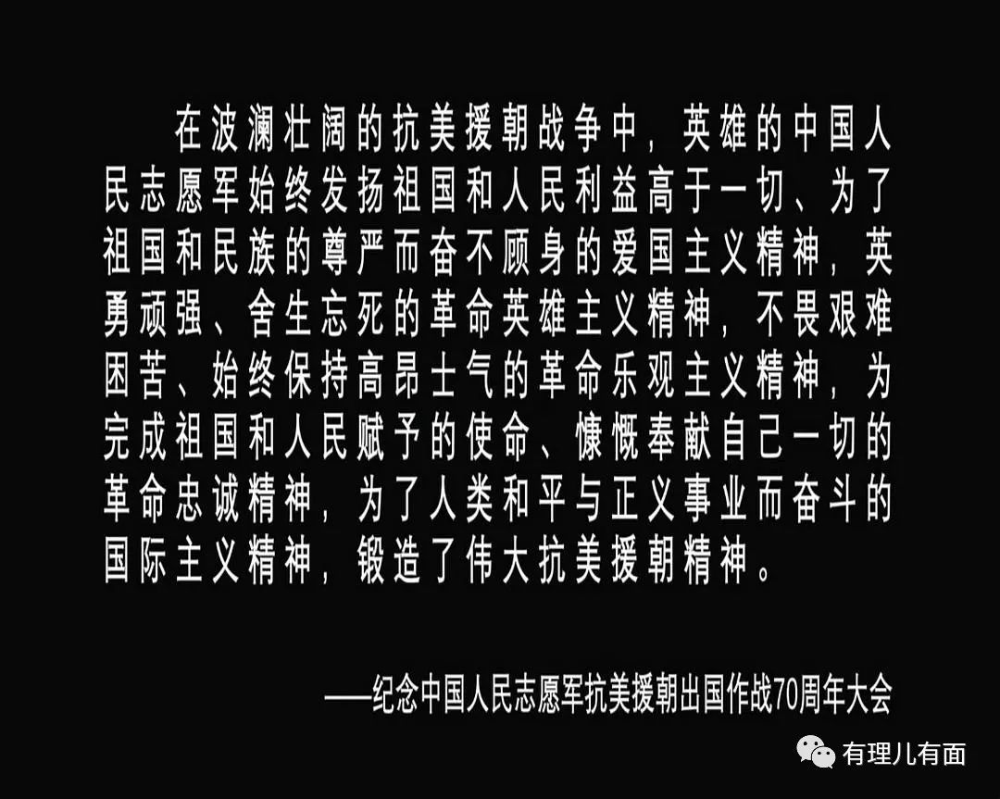 在波澜壮阔的抗美援朝战争中，英雄的中国人
民志愿军始终发扬祖国和人民利益高于一切、为了
祖国和民族的尊严而奋不顾身的爱国主义精神，英
勇顽强、舍生忘死的革命英雄主义精神，不畏艰难
困苦、始终保持高昂士气的革命乐观主义精神，为
完成祖国和人民赋予的使命、慷慨奉献自己一切的
革命忠诚精神，为了人类和平与正义事业而奋斗的
国际主义精神，锻造了伟大抗美援朝精神。
——纪念中国人民志愿军抗美援朝出国作战70周年大会
有理儿有面